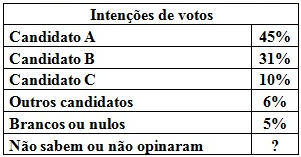 Intenções de votos
Candidato A 45%
Candidato B 31%
Candidato C 10%
Outros candidatos 6%
Brancos ou nulos 5%
Não sabem ou não opinaram ?